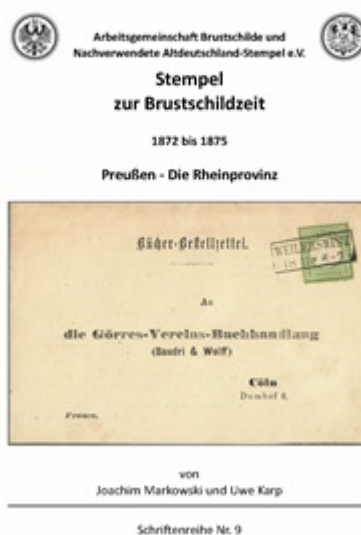 Arbeitsgemeinschaft Brustschilde und
Nachverwendete Altdeutschland-Stempel e.V.
Stempel
zur Brustschildzeit
1872 bis 1875
Preußen - Die Rheinprovinz
Bücher-Bestellzettel.
An
die Görres-Vereins-Buchhandlung
(Baudri & Wolff)
Cöln
Domhof 6.
Franco.
von
Joachim Markowski und Uwe Karp
Schriftenreihe Nr. 9